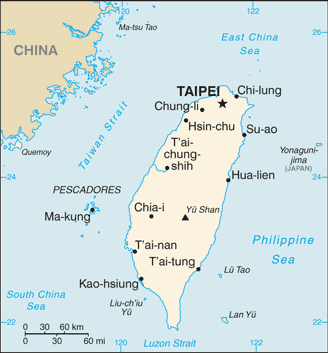 120
122
26
Ma-tsu Tao
CHINA
East China
Sea
TAIPEI
Chi-lung
Chung-li
Hsin-chu
Su-ao
Taiwan Strait
Quemoy
T'ai-
chung-
shih
Yonaguni-
jima
(JAPAN)
24
24
Hua-lien
PESCADORES
Ma-kung
Chia-i
Yü Shan
Philippine
Sea
T'ai-nan
T'ai-tung
Lü Tao
Kao-hsiung
South China
Sea
Liu-ch'iu
Yü
Lan Yü
0 30 60 km
0 30 60 mi
22
22
120
Luzon Strait
122